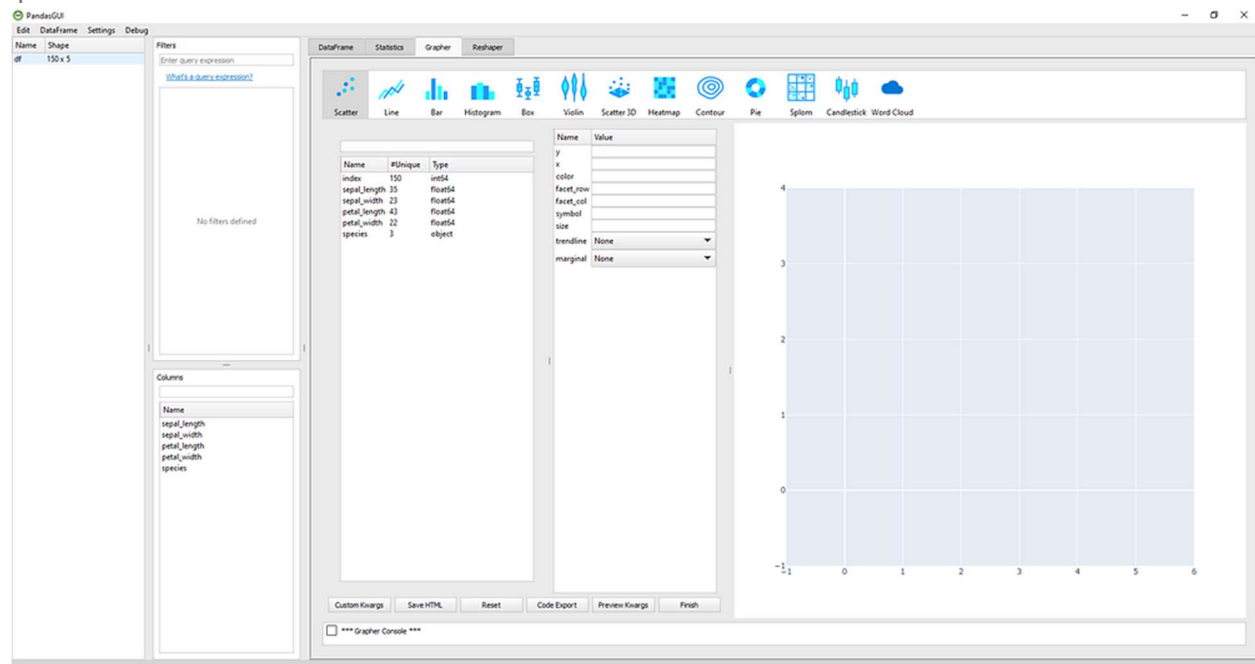 PandasGUI
Edit DataFrame Settings Debug
Name Shape
df 150 x 5
Filters
Enter query expression
What's a query expression?
No filters defined
Columns
Name
sepal_length
sepal_width
petal_length
petal_width
species
DataFrame Statistics Grapher Reshaper
Scatter Line Bar Histogram Box Violin Scatter 3D Heatmap Contour Pie Splom Candlestick Word Cloud
Name #Unique Type
index 150 int64
sepal_length 35 float64
sepal_width 23 float64
petal_length 43 float64
petal_width 22 float64
species 3 object
Name Value
y
x
color
facet_row
facet_col
symbol
size
trendline None
marginal None
4
3
2
1
0
−1
−1 0 1 2 3 4 5 6
Custom Kwargs Save HTML Reset Code Export Preview Kwargs Finish
*** Grapher Console ***